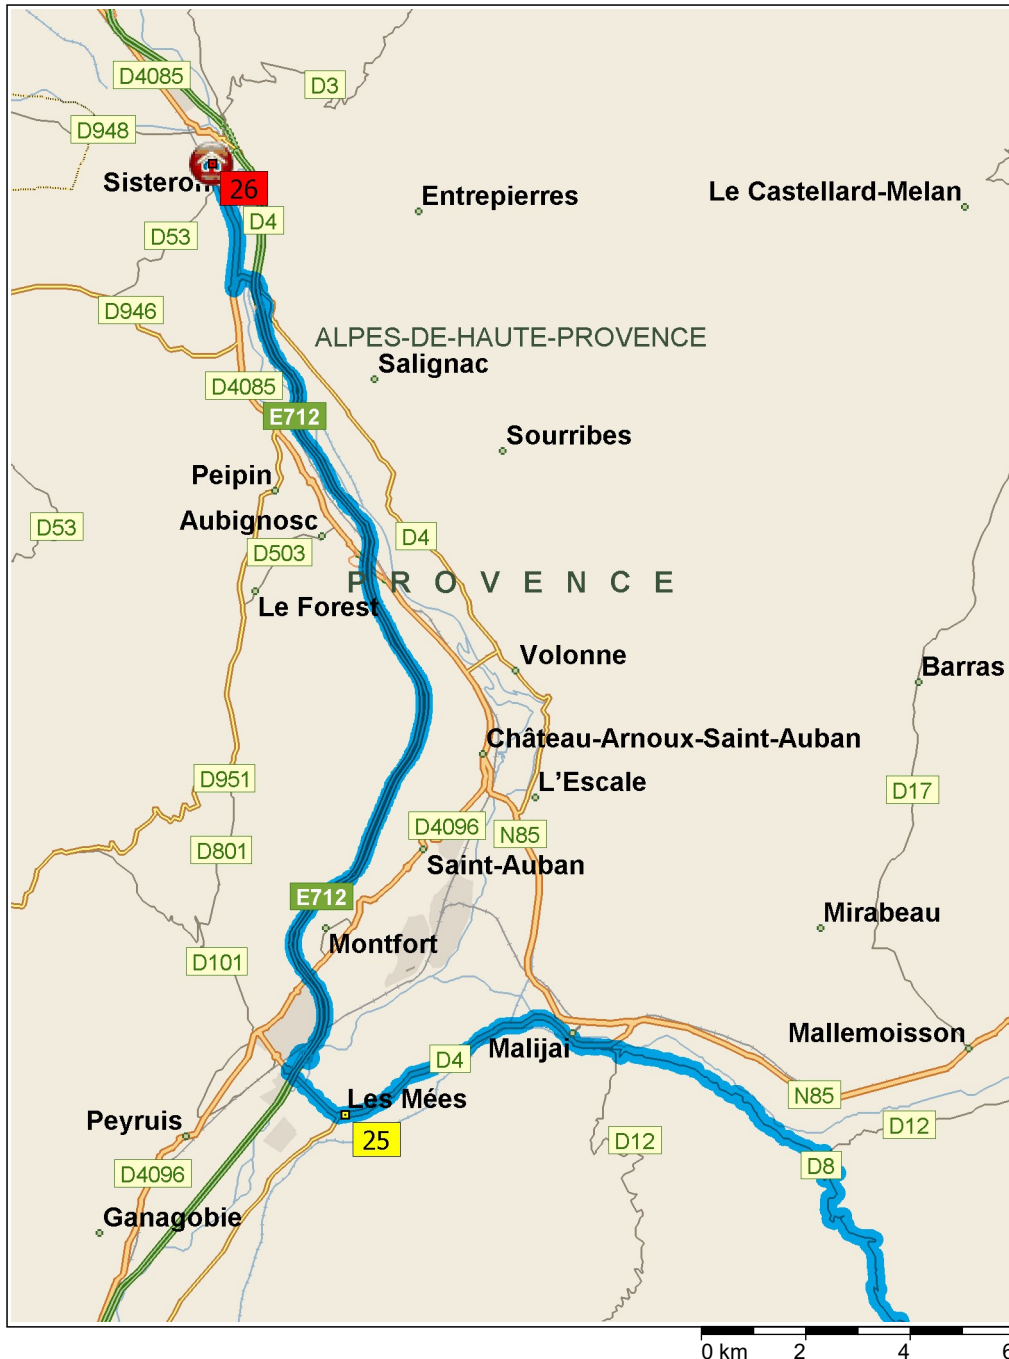 D4085
D3
D948
Sisteron
26
Entrepierres
Le Castellard-Melan
D4
D53
D946
ALPES-DE-HAUTE-PROVENCE
Salignac
D4085
E712
Sourribes
Peipin
Aubignosc
D53
D4
D503
PROVENCE
Le Forest
Volonne
Barras
Château-Arnoux-Saint-Auban
D951
L'Escale
D17
D4096
N85
D801
Saint-Auban
E712
Mirabeau
Montfort
D101
Mallemoisson
Malijai
D4
N85
Les Mées
Peyruis
D12
25
D12
D4096
D8
Ganagobie
0 km 2 4 6